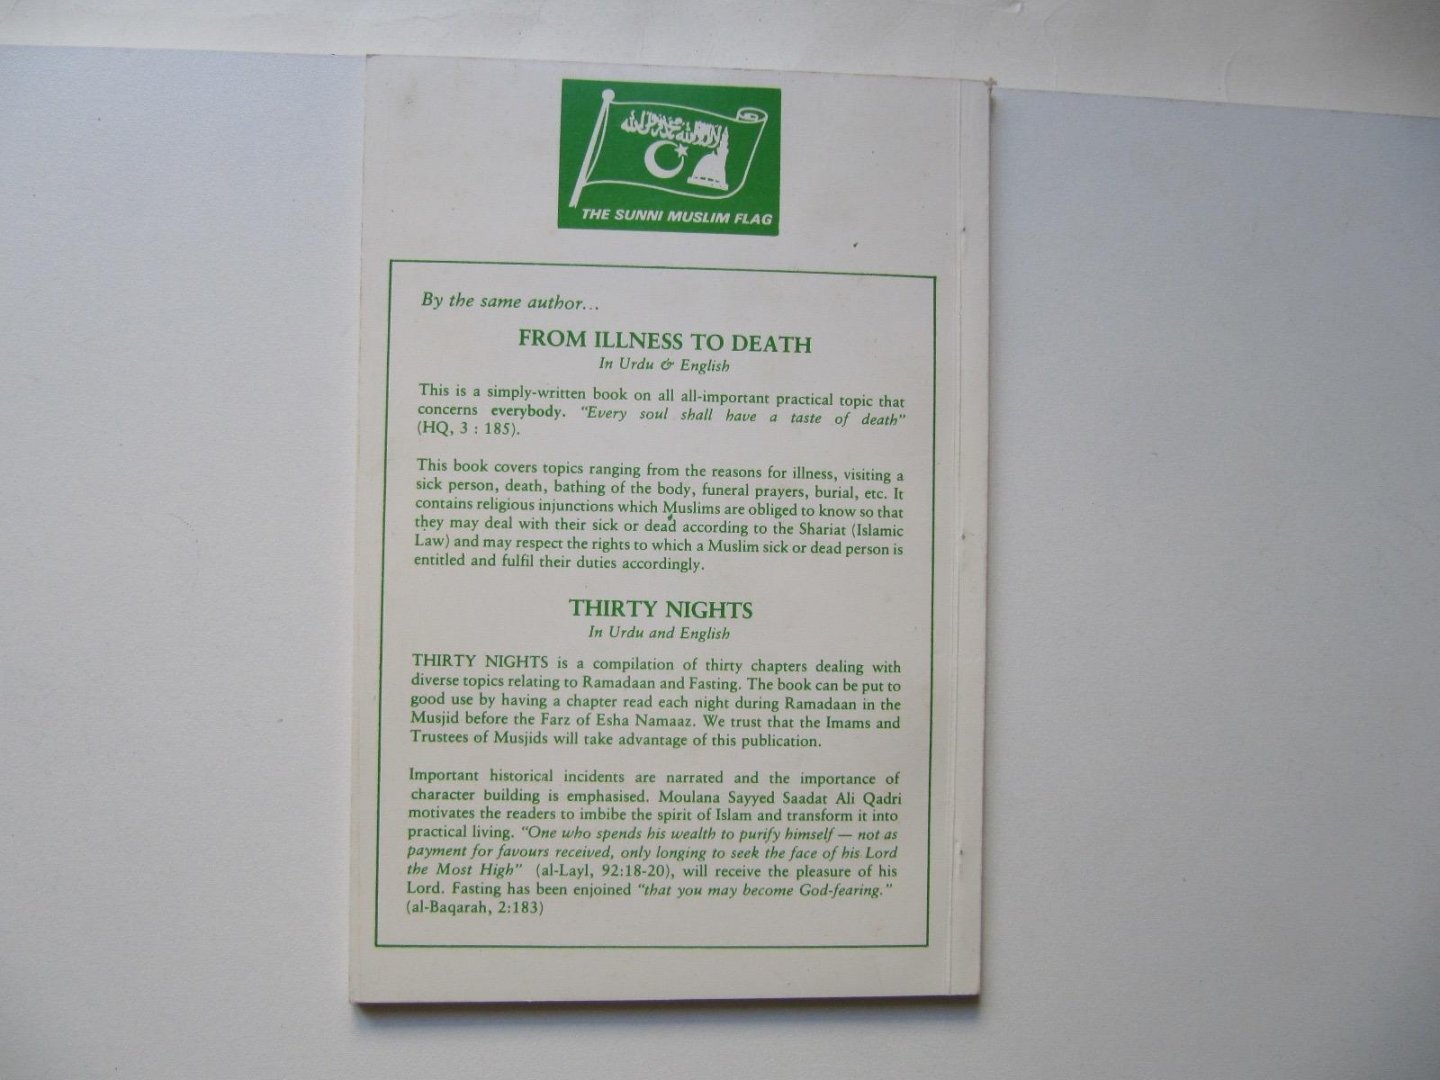 لا إله إلا الله محمد رسول الله
THE SUNNI MUSLIM FLAG
By the same author...
FROM ILLNESS TO DEATH
In Urdu & English
This is a simply-written book on all all-important practical topic that
concerns everybody. "Every soul shall have a taste of death"
(HQ, 3 : 185).
This book covers topics ranging from the reasons for illness, visiting a
sick person, death, bathing of the body, funeral prayers, burial, etc. It
contains religious injunctions which Muslims are obliged to know so that
they may deal with their sick or dead according to the Shariat (Islamic
Law) and may respect the rights to which a Muslim sick or dead person is
entitled and fulfil their duties accordingly.
THIRTY NIGHTS
In Urdu and English
THIRTY NIGHTS is a compilation of thirty chapters dealing with
diverse topics relating to Ramadaan and Fasting. The book can be put to
good use by having a chapter read each night during Ramadaan in the
Musjid before the Farz of Esha Namaaz. We trust that the Imams and
Trustees of Musjids will take advantage of this publication.
Important historical incidents are narrated and the importance of
character building is emphasised. Moulana Sayyed Saadat Ali Qadri
motivates the readers to imbibe the spirit of Islam and transform it into
practical living. "One who spends his wealth to purify himself — not as
payment for favours received, only longing to seek the face of his Lord
the Most High" (al-Layl, 92:18-20), will receive the pleasure of his
Lord. Fasting has been enjoined "that you may become God-fearing."
(al-Baqarah, 2:183)